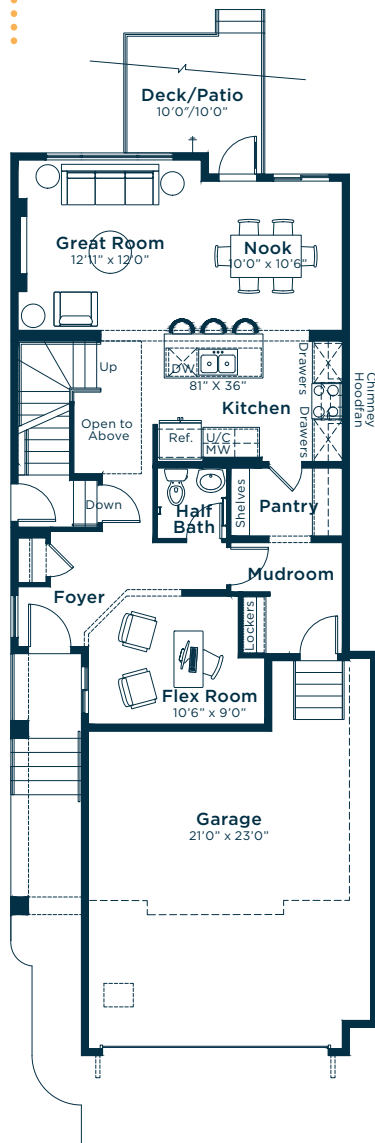 Deck/Patio
10'0"/10'0"
Great Room
12'11" x 12'0"
Nook
10'0" x 10'6"
Up
DW
81" X 36"
Drawers
Chimney
Hoodfan
Kitchen
Open to
Above
Ref.
U/C
MW
Drawers
Down
Half
Bath
Shelves
Pantry
Mudroom
Foyer
Lockers
Flex Room
10'6" x 9'0"
Garage
21'0" x 23'0"